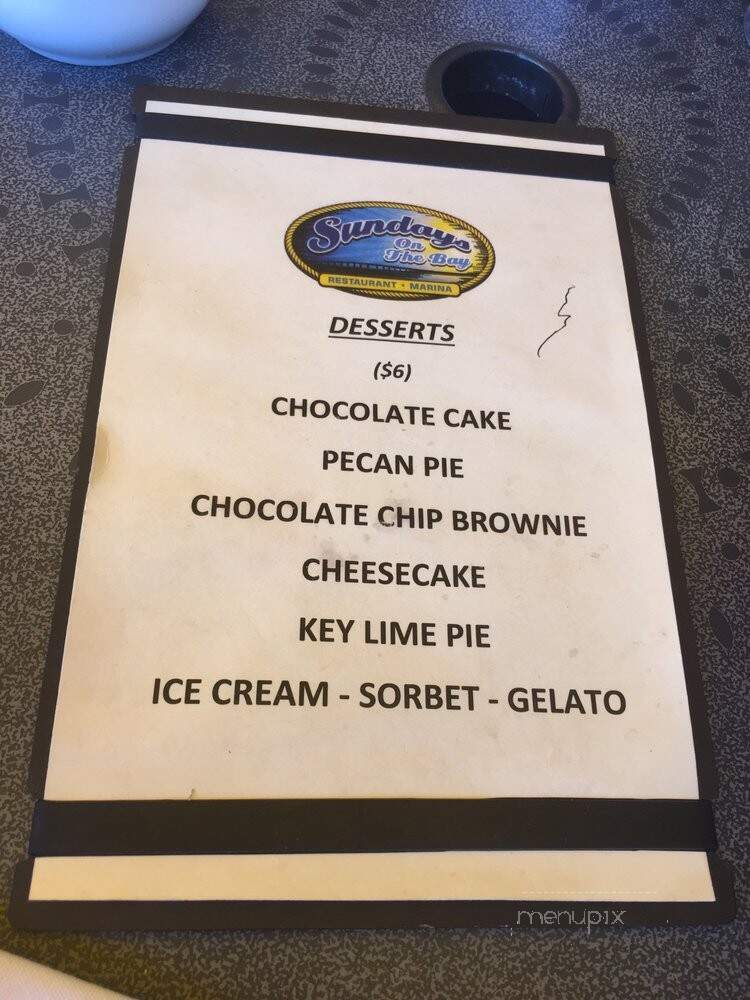 Sundays
On
The Bay
RESTAURANT • MARINA
DESSERTS
($6)
CHOCOLATE CAKE
PECAN PIE
CHOCOLATE CHIP BROWNIE
CHEESECAKE
KEY LIME PIE
ICE CREAM - SORBET - GELATO
menupix